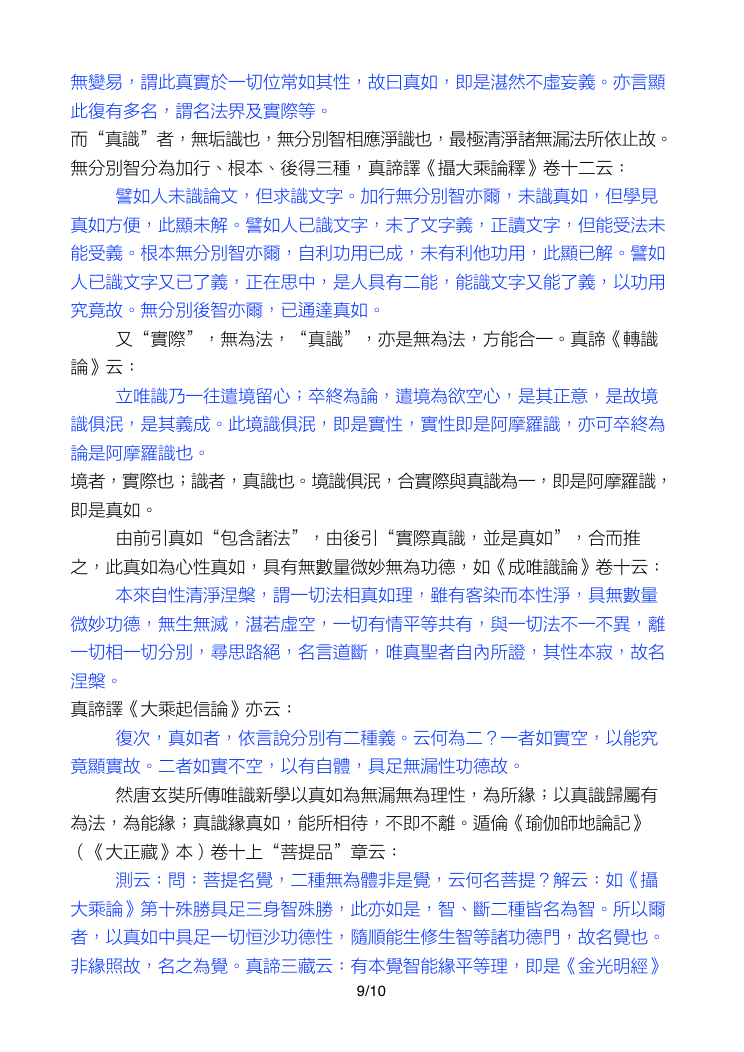 無變易，謂此真實於一切位常如其性，故曰真如，即是湛然不虛妄義。亦言顯
此復有多名，謂名法界及實際等。
而“真識”者，無垢識也，無分別智相應淨識也，最極清淨諸無漏法所依止故。
無分別智分為加行、根本、後得三種，真諦譯《攝大乘論釋》卷十二云：
譬如人未識論文，但求識文字。加行無分別智亦爾，未識真如，但學見
真如方便，此顯未解。譬如人已識文字，未了文字義，正讀文字，但能受法未
能受義。根本無分別智亦爾，自利功用已成，未有利他功用，此顯已解。譬如
人已識文字又已了義，正在思中，是人具有二能，能識文字又能了義，以功用
究竟故。無分別後智亦爾，已通達真如。
又“實際”，無為法，“真識”，亦是無為法，方能合一。真諦《轉識
論》云：
立唯識乃一往遣境留心；卒終為論，遣境為欲空心，是其正意，是故境
識俱泯，是其義成。此境識俱泯，即是實性，實性即是阿摩羅識，亦可卒終為
論是阿摩羅識也。
境者，實際也；識者，真識也。境識俱泯，合實際與真識為一，即是阿摩羅識，
即是真如。
由前引真如“包含諸法”，由後引“實際真識，並是真如”，合而推
之，此真如為心性真如，具有無數量微妙無為功德，如《成唯識論》卷十云：
本來自性清淨涅槃，謂一切法相真如理，雖有客染而本性淨，具無數量
微妙功德，無生無滅，湛若虛空，一切有情平等共有，與一切法不一不異，離
一切相一切分別，尋思路絕，名言道斷，唯真聖者自內所證，其性本寂，故名
涅槃。
真諦譯《大乘起信論》亦云：
復次，真如者，依言說分別有二種義。云何為二？一者如實空，以能究
竟顯實故。二者如實不空，以有自體，具足無漏性功德故。
然唐玄奘所傳唯識新學以真如為無漏無為理性，為所緣；以真識歸屬有
為法，為能緣；真識緣真如，能所相待，不即不離。遁倫《瑜伽師地論記》
（《大正藏》本）卷十上“菩提品”章云：
測云：問：菩提名覺，二種無為體非是覺，云何名菩提？解云：如《攝
大乘論》第十殊勝具足三身智殊勝，此亦如是，智、斷二種皆名為智。所以爾
者，以真如中具足一切恒沙功德性，隨順能生修生智等諸功德門，故名覺也。
非緣照故，名之為覺。真諦三藏云：有本覺智能緣平等理，即是《金光明經》
9/10